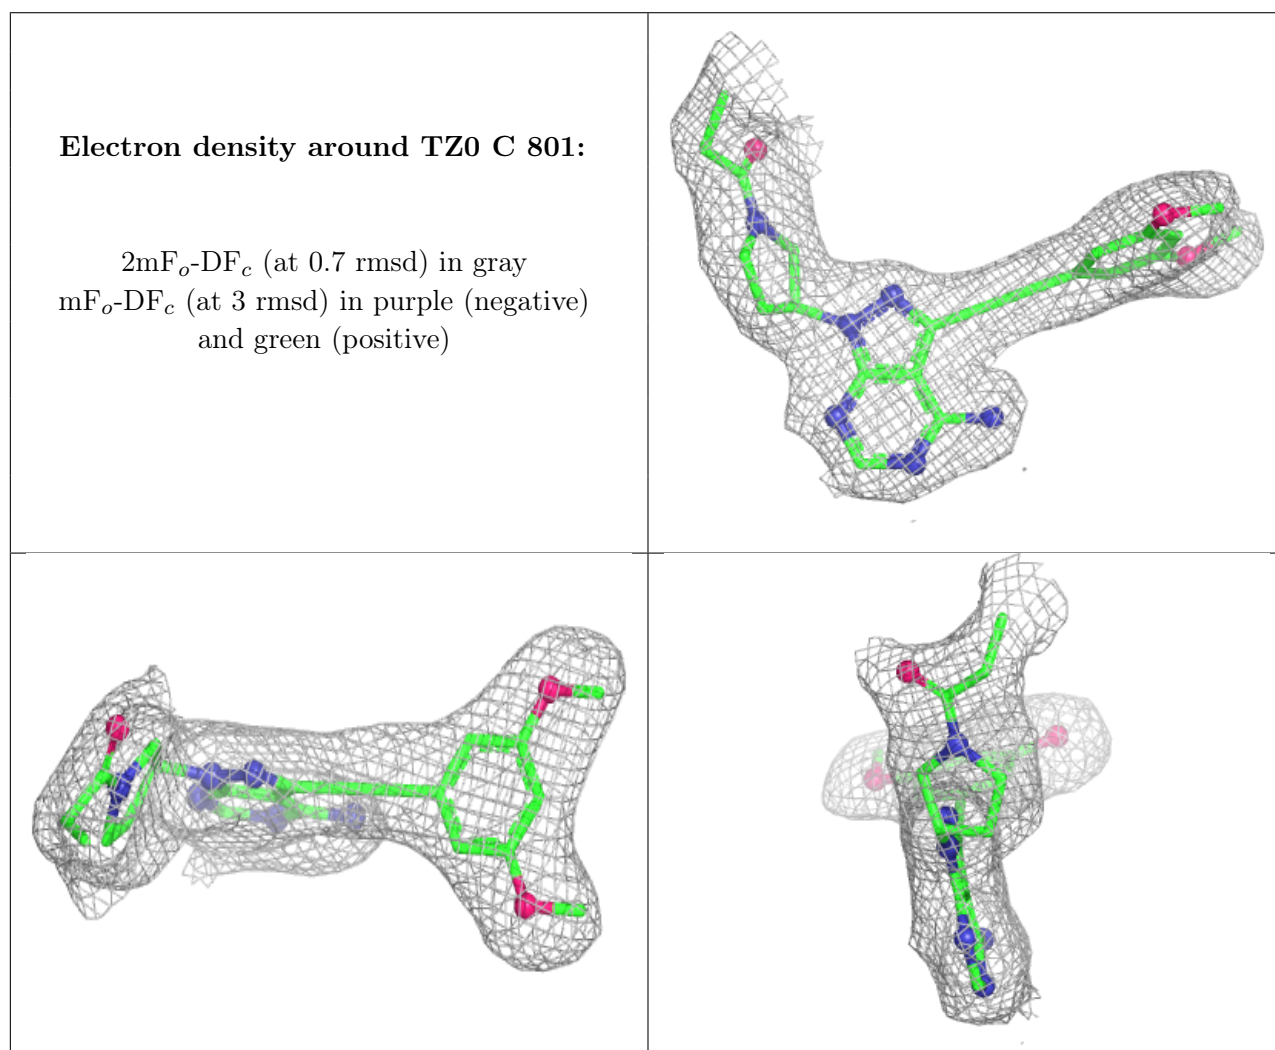 Electron density around TZ0 C 801:
2mFo-DFc (at 0.7 rmsd) in gray
mFo-DFc (at 3 rmsd) in purple (negative)
and green (positive)